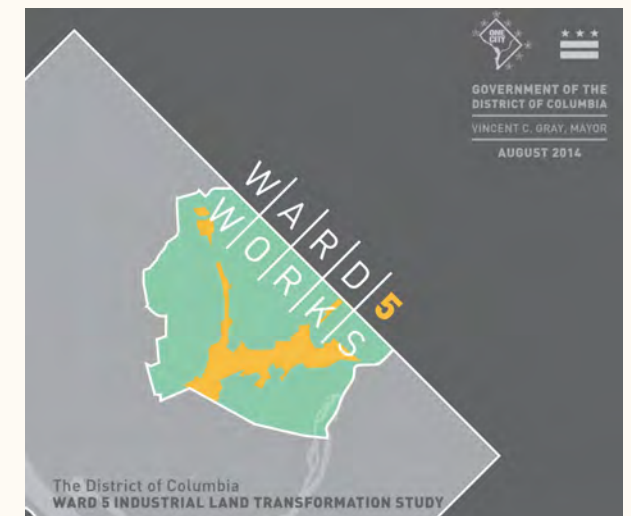 ONE
CITY
GOVERNMENT OF THE
DISTRICT OF COLUMBIA
VINCENT C. GRAY, MAYOR
AUGUST 2014
WARD 5
WORKS
The District of Columbia
WARD 5 INDUSTRIAL LAND TRANSFORMATION STUDY